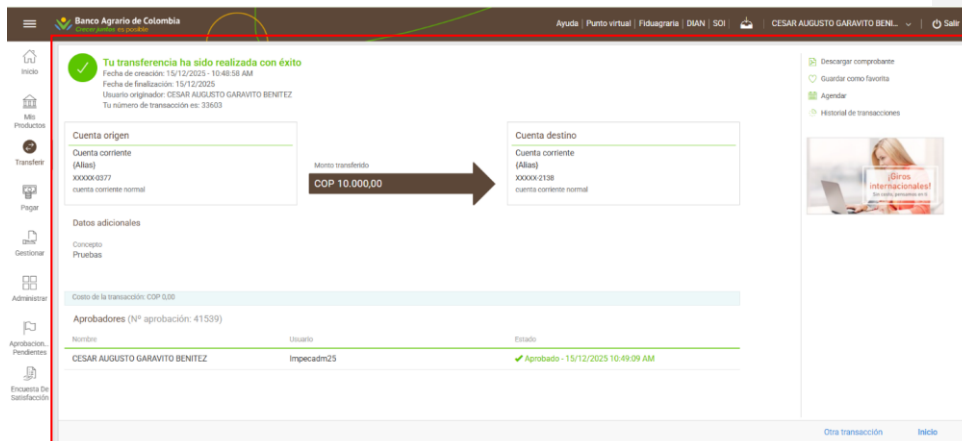 Banco Agrario de Colombia
Crecer juntos es posible
Ayuda | Punto virtual | Fiduagraria | DIAN | SOI
CESAR AUGUSTO GARAVITO BENI...
Salir
Inicio
Mis
Productos
Transferir
Pagar
Gestionar
Administrar
Aprobacion...
Pendientes
Encuesta De
Satisfacción
Tu transferencia ha sido realizada con éxito
Fecha de creación: 15/12/2025 - 10:48:58 AM
Fecha de finalización: 15/12/2025
Usuario originador: CESAR AUGUSTO GARAVITO BENITEZ
Tu número de transacción es: 33603
Cuenta origen
Cuenta corriente
(Alias)
XXXXX-0377
cuenta corriente normal
Monto transferido
COP 10.000,00
Cuenta destino
Cuenta corriente
(Alias)
XXXXX-2138
cuenta corriente normal
Datos adicionales
Concepto
Pruebas
Costo de la transacción: COP 0,00
Aprobadores (Nº aprobación: 41539)
Nombre Usuario Estado
CESAR AUGUSTO GARAVITO BENITEZ Impecadm25 Aprobado - 15/12/2025 10:49:09 AM
Descargar comprobante
Guardar como favorita
Agendar
Historial de transacciones
¡Giros
internacionales!
Otra transacción Inicio